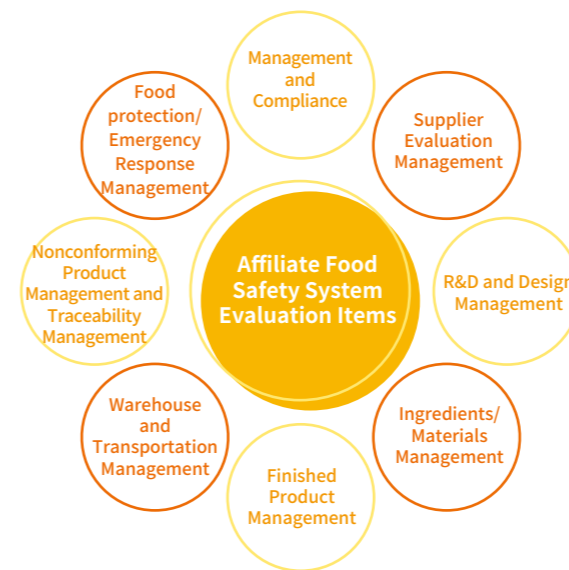 Management
and
Compliance
Supplier
Evaluation
Management
R&D and Design
Management
Ingredients/
Materials
Management
Finished
Product
Management
Warehouse
and
Transportation
Management
Nonconforming
Product
Management and
Traceability
Management
Food
protection/
Emergency
Response
Management
Affiliate Food
Safety System
Evaluation Items